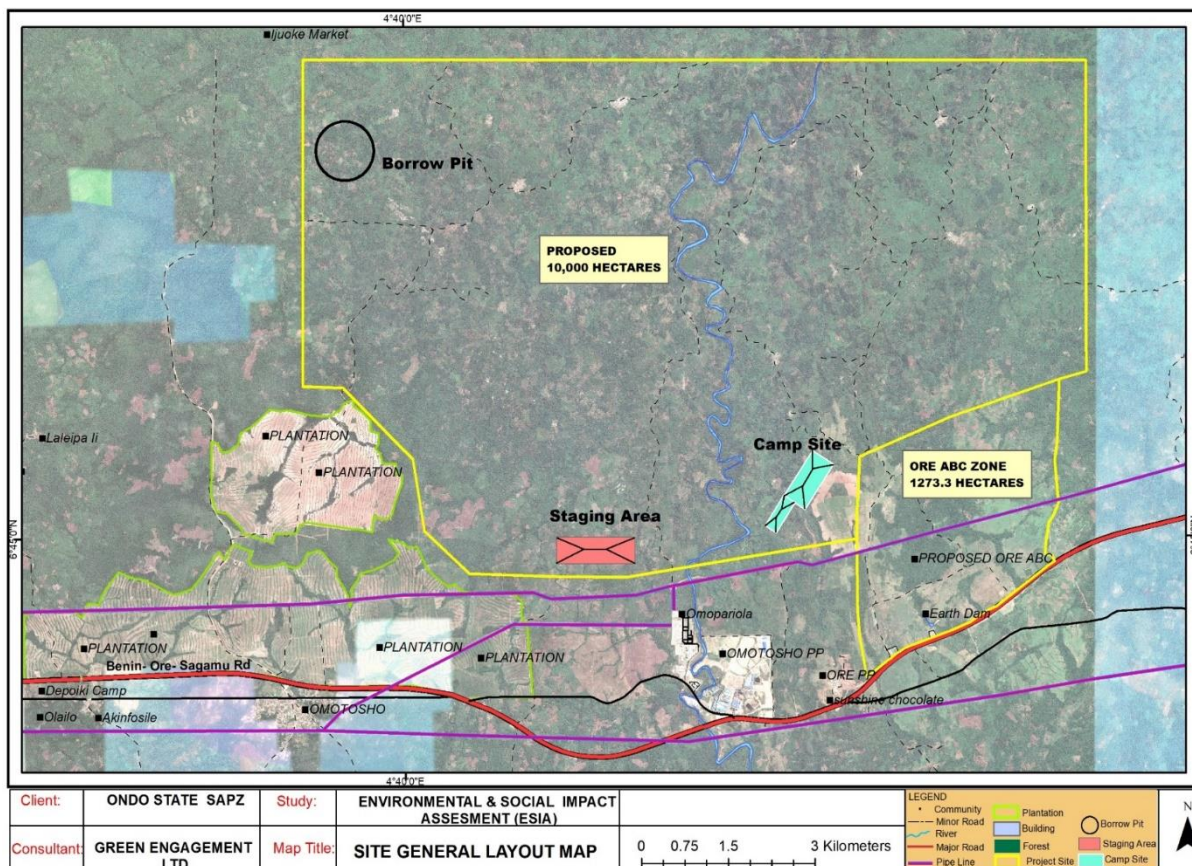 4°40'0"E
Ijuoke Market
Borrow Pit
PROPOSED
10,000 HECTARES
Laleipa Ii
PLANTATION
PLANTATION
Camp Site
ORE ABC ZONE
1273.3 HECTARES
Staging Area
6°45'0"N
PROPOSED ORE ABC
Omopariola
Earth Dam
PLANTATION
PLANTATION
PLANTATION
OMOTOSHO PP
Benin- Ore- Sagamu Rd
ORE PP
Depoiki Camp
sunshine chocolate
Olailo
Akinfosile
OMOTOSHO
4°40'0"E
Client:
ONDO STATE SAPZ
Study:
ENVIRONMENTAL & SOCIAL IMPACT
ASSESMENT (ESIA)
Consultant:
GREEN ENGAGEMENT
LTD
Map Title:
SITE GENERAL LAYOUT MAP
0 0.75 1.5 3 Kilometers
LEGEND
Community
Minor Road
River
Major Road
Pipe Line
Plantation
Building
Forest
Project Site
Borrow Pit
Staging Area
Camp Site
N